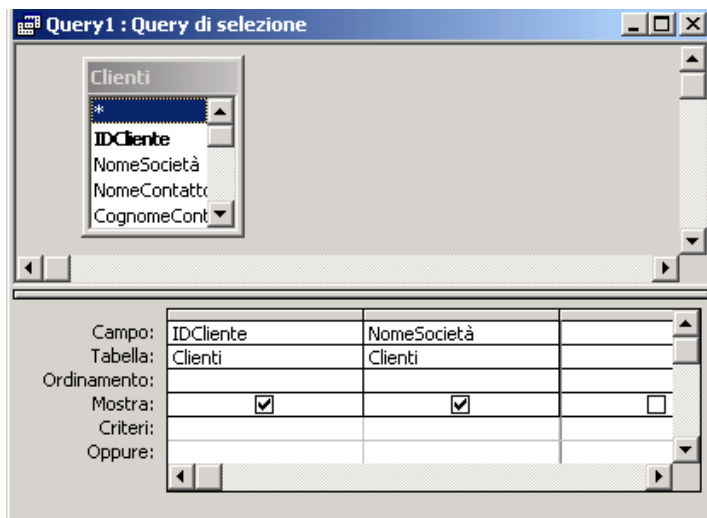 Query1 : Query di selezione
Clienti
*
IDCliente
NomeSocietà
NomeContatto
CognomeCont
Campo: IDCliente NomeSocietà
Tabella: Clienti Clienti
Ordinamento:
Mostra:
Criteri:
Oppure: